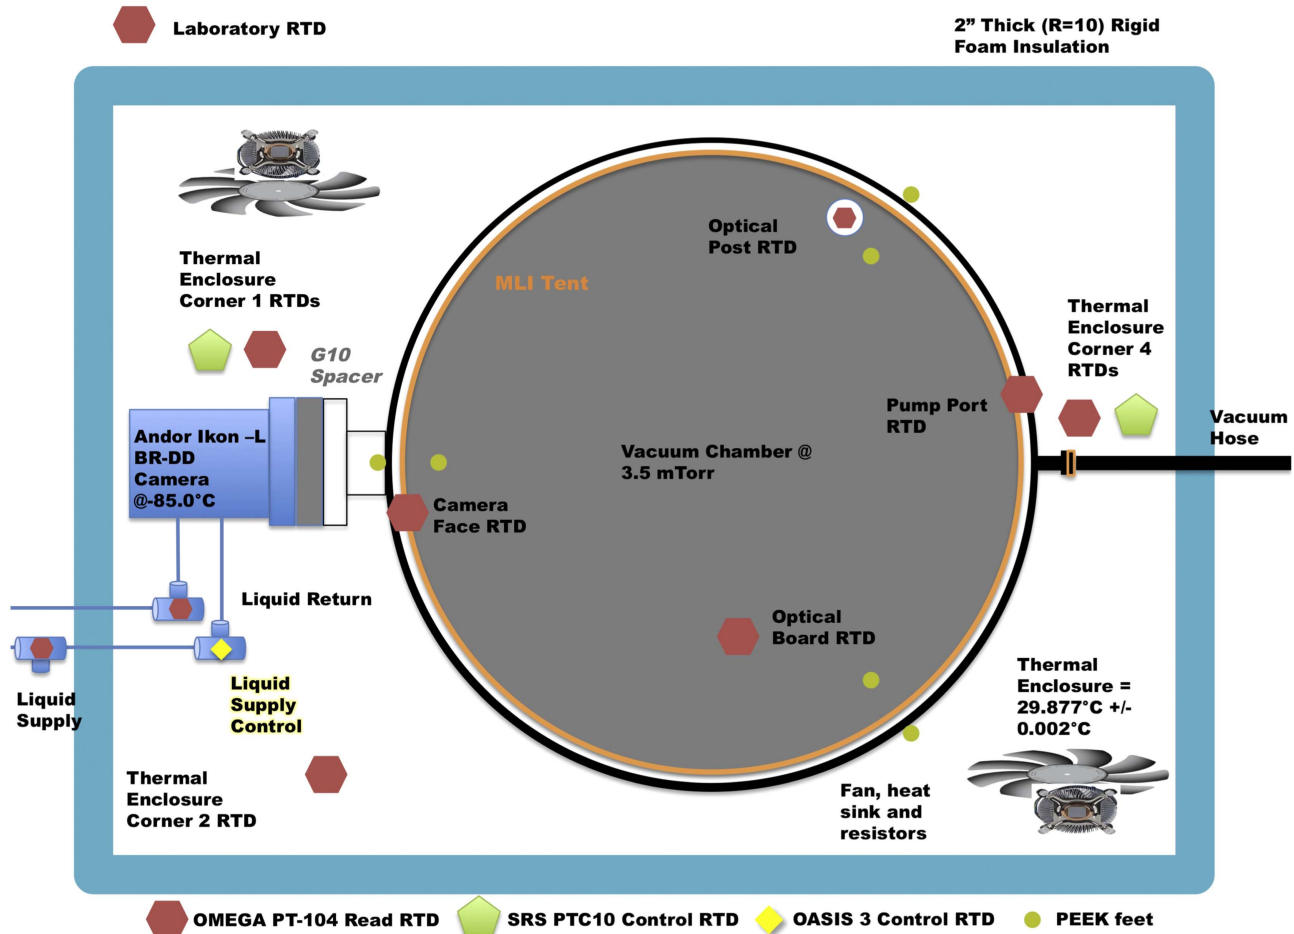 Laboratory RTD
2” Thick (R=10) Rigid
Foam Insulation
Thermal
Enclosure
Corner 1 RTDs
G10
Spacer
MLI Tent
Optical
Post RTD
Thermal
Enclosure
Corner 4
RTDs
Pump Port
RTD
Vacuum
Hose
Andor Ikon –L
BR-DD
Camera
@-85.0°C
Vacuum Chamber @
3.5 mTorr
Camera
Face RTD
Liquid Return
Optical
Board RTD
Liquid
Supply
Liquid
Supply
Control
Thermal
Enclosure =
29.877°C +/-
0.002°C
Thermal
Enclosure
Corner 2 RTD
Fan, heat
sink and
resistors
OMEGA PT-104 Read RTD
SRS PTC10 Control RTD
OASIS 3 Control RTD
PEEK feet